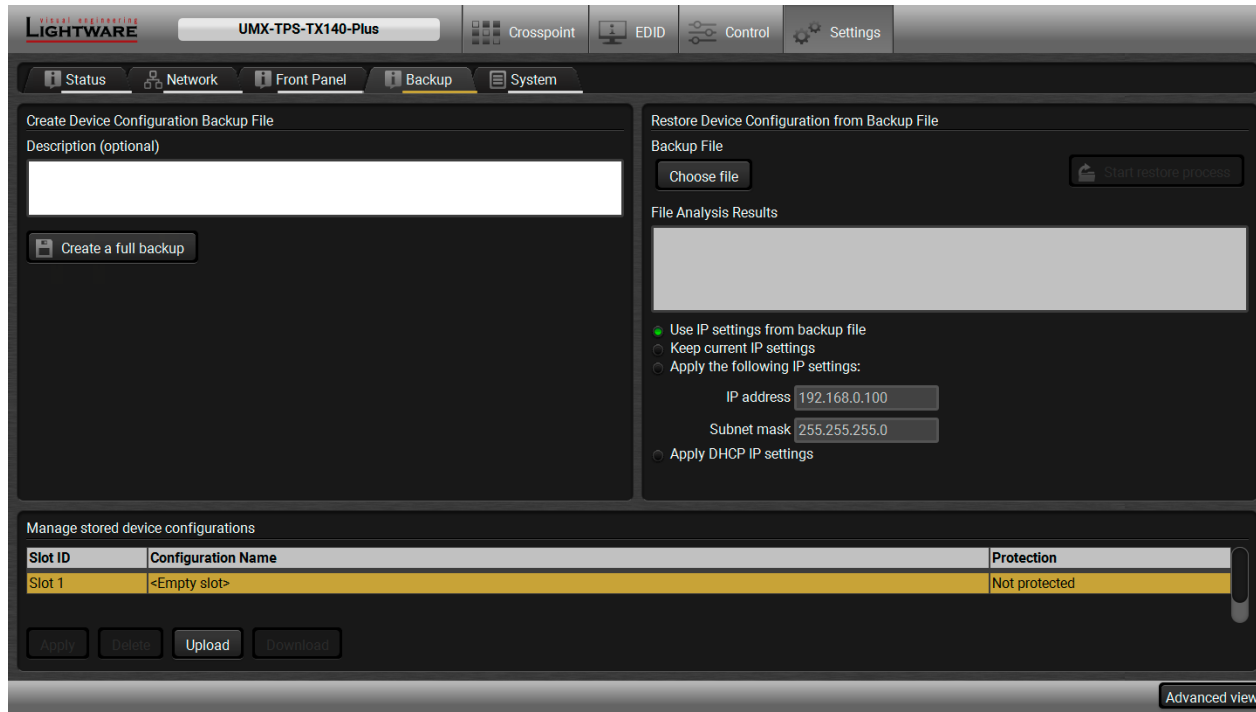 visual engineering
LIGHTWARE
UMX-TPS-TX140-Plus
Crosspoint
EDID
Control
Settings
Status
Network
Front Panel
Backup
System
Create Device Configuration Backup File
Description (optional)
Create a full backup
Restore Device Configuration from Backup File
Backup File
Choose file
Start restore process
File Analysis Results
Use IP settings from backup file
Keep current IP settings
Apply the following IP settings:
IP address 192.168.0.100
Subnet mask 255.255.255.0
Apply DHCP IP settings
Manage stored device configurations
Slot ID Configuration Name Protection
Slot 1 <Empty slot> Not protected
Apply Delete Upload Download
Advanced view